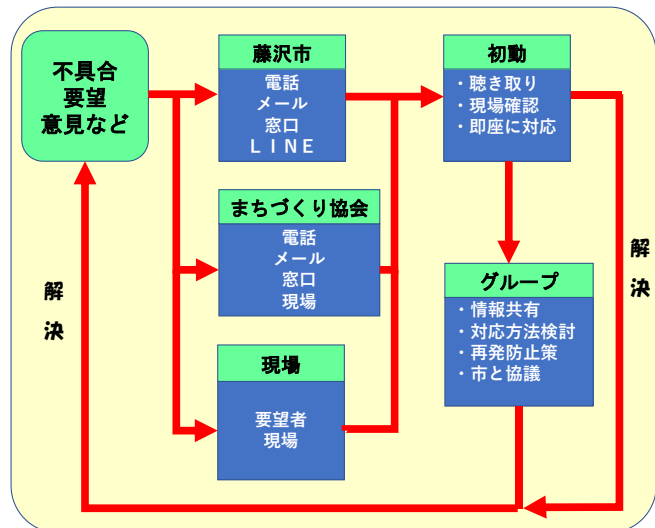 不具合
要望
意見など
藤沢市
電話
メール
窓口
ＬＩＮＥ
まちづくり協会
電話
メール
窓口
現場
現場
要望者
現場
初動
・聴き取り
・現場確認
・即座に対応
グループ
・情報共有
・対応方法検討
・再発防止策
・市と協議
解
決
解
決